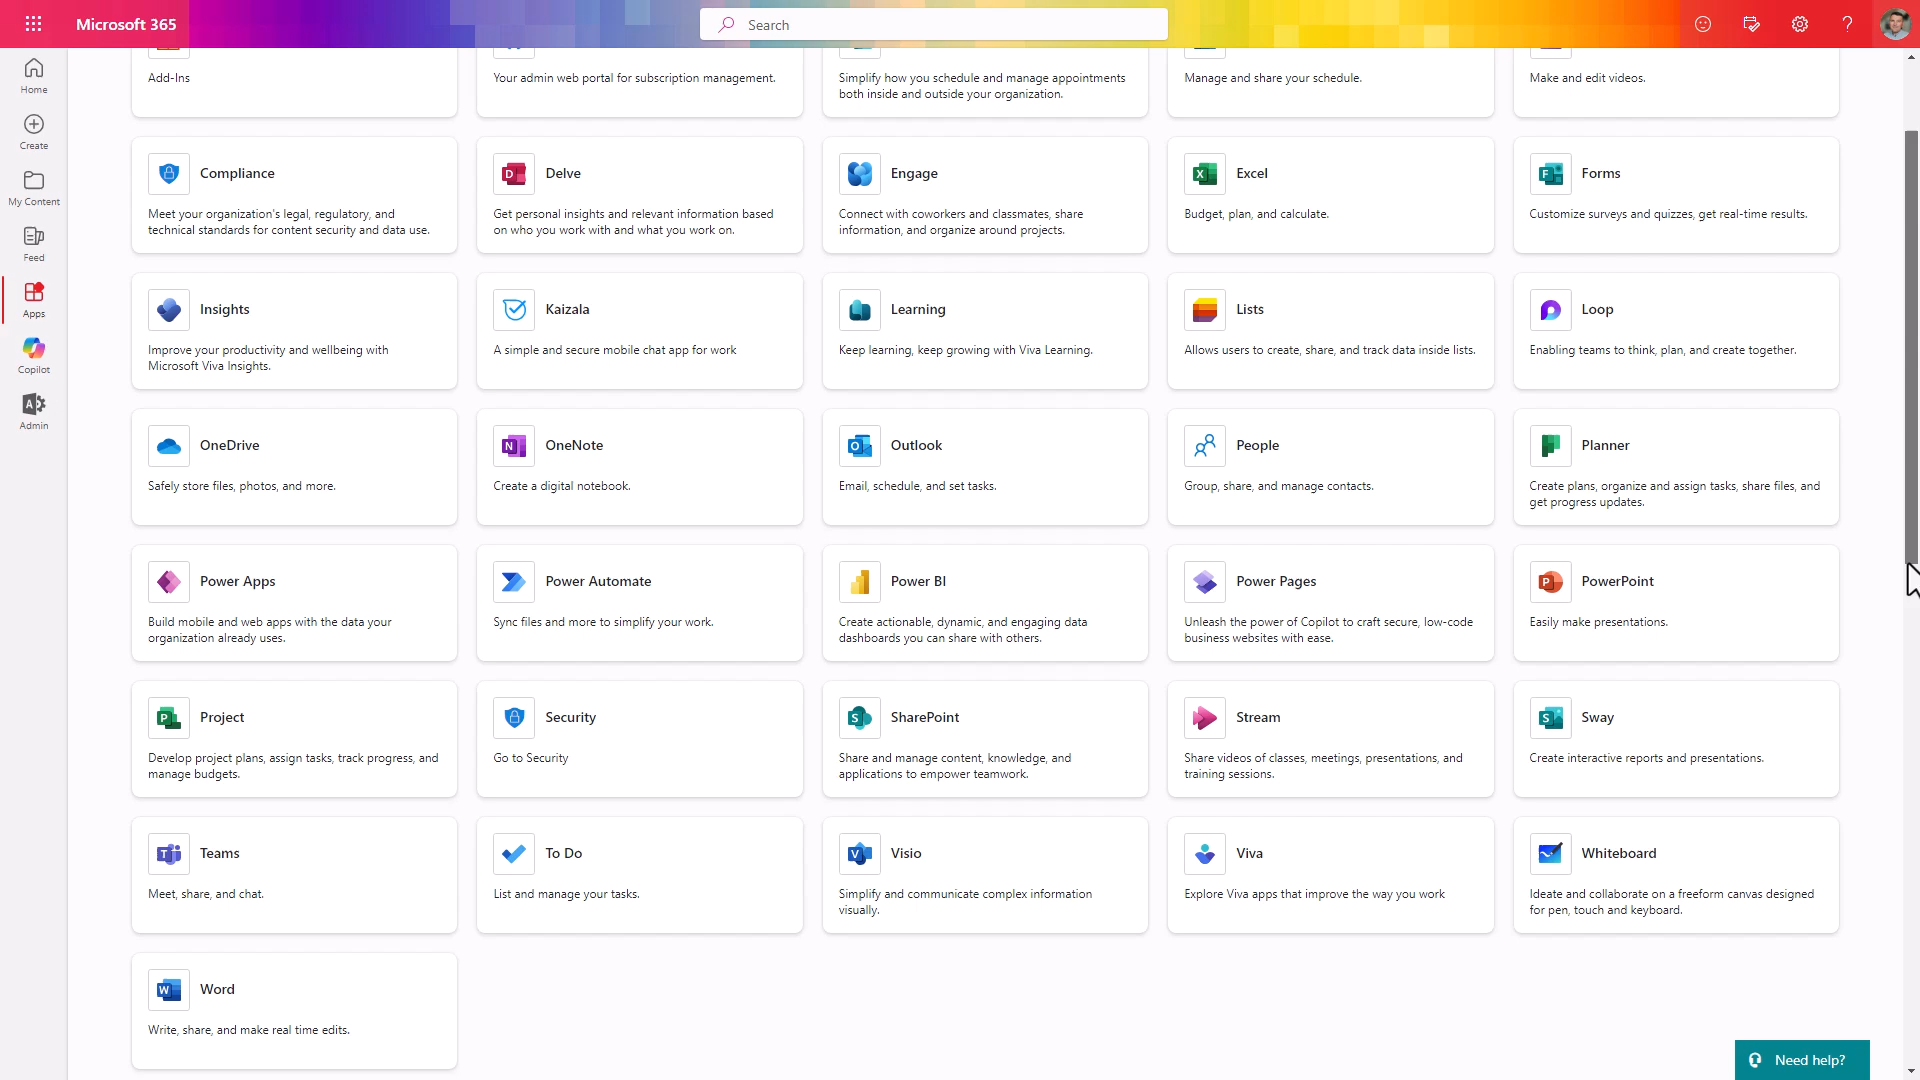 Microsoft 365
Search
Home
Create
My Content
Feed
Apps
Copilot
Admin
Add-Ins
Your admin web portal for subscription management.
Simplify how you schedule and manage appointments
both inside and outside your organization.
Manage and share your schedule.
Make and edit videos.
Compliance
Meet your organization's legal, regulatory, and
technical standards for content security and data use.
Delve
Get personal insights and relevant information based
on who you work with and what you work on.
Engage
Connect with coworkers and classmates, share
information, and organize around projects.
Excel
Budget, plan, and calculate.
Forms
Customize surveys and quizzes, get real-time results.
Insights
Improve your productivity and wellbeing with
Microsoft Viva Insights.
Kaizala
A simple and secure mobile chat app for work
Learning
Keep learning, keep growing with Viva Learning.
Lists
Allows users to create, share, and track data inside lists.
Loop
Enabling teams to think, plan, and create together.
OneDrive
Safely store files, photos, and more.
OneNote
Create a digital notebook.
Outlook
Email, schedule, and set tasks.
People
Group, share, and manage contacts.
Planner
Create plans, organize and assign tasks, share files, and
get progress updates.
Power Apps
Build mobile and web apps with the data your
organization already uses.
Power Automate
Sync files and more to simplify your work.
Power BI
Create actionable, dynamic, and engaging data
dashboards you can share with others.
Power Pages
Unleash the power of Copilot to craft secure, low-code
business websites with ease.
PowerPoint
Easily make presentations.
Project
Develop project plans, assign tasks, track progress, and
manage budgets.
Security
Go to Security
SharePoint
Share and manage content, knowledge, and
applications to empower teamwork.
Stream
Share videos of classes, meetings, presentations, and
training sessions.
Sway
Create interactive reports and presentations.
Teams
Meet, share, and chat.
To Do
List and manage your tasks.
Visio
Simplify and communicate complex information
visually.
Viva
Explore Viva apps that improve the way you work
Whiteboard
Ideate and collaborate on a freeform canvas designed
for pen, touch and keyboard.
Word
Write, share, and make real time edits.
Need help?